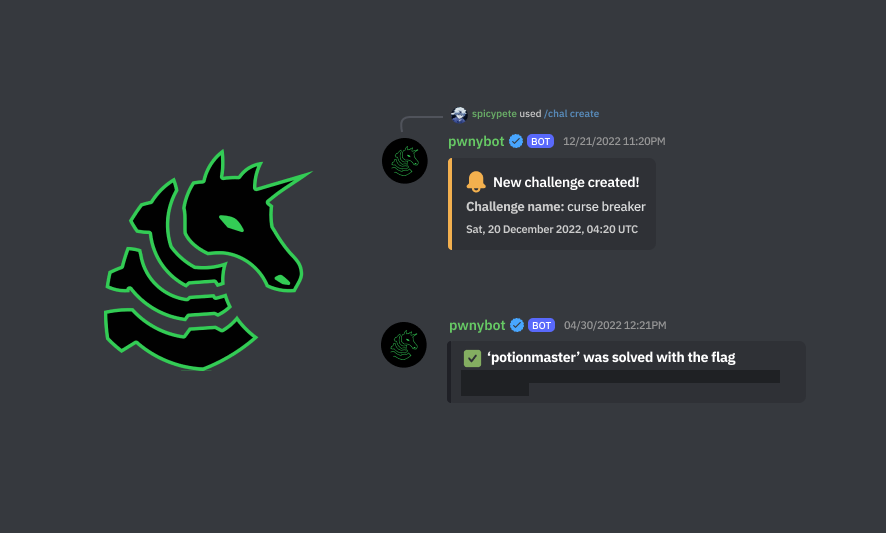 spicypete used /chal create
pwnybot BOT 12/21/2022 11:20PM
New challenge created!
Challenge name: curse breaker
Sat, 20 December 2022, 04:20 UTC
pwnybot BOT 04/30/2022 12:21PM
‘potionmaster’ was solved with the flag